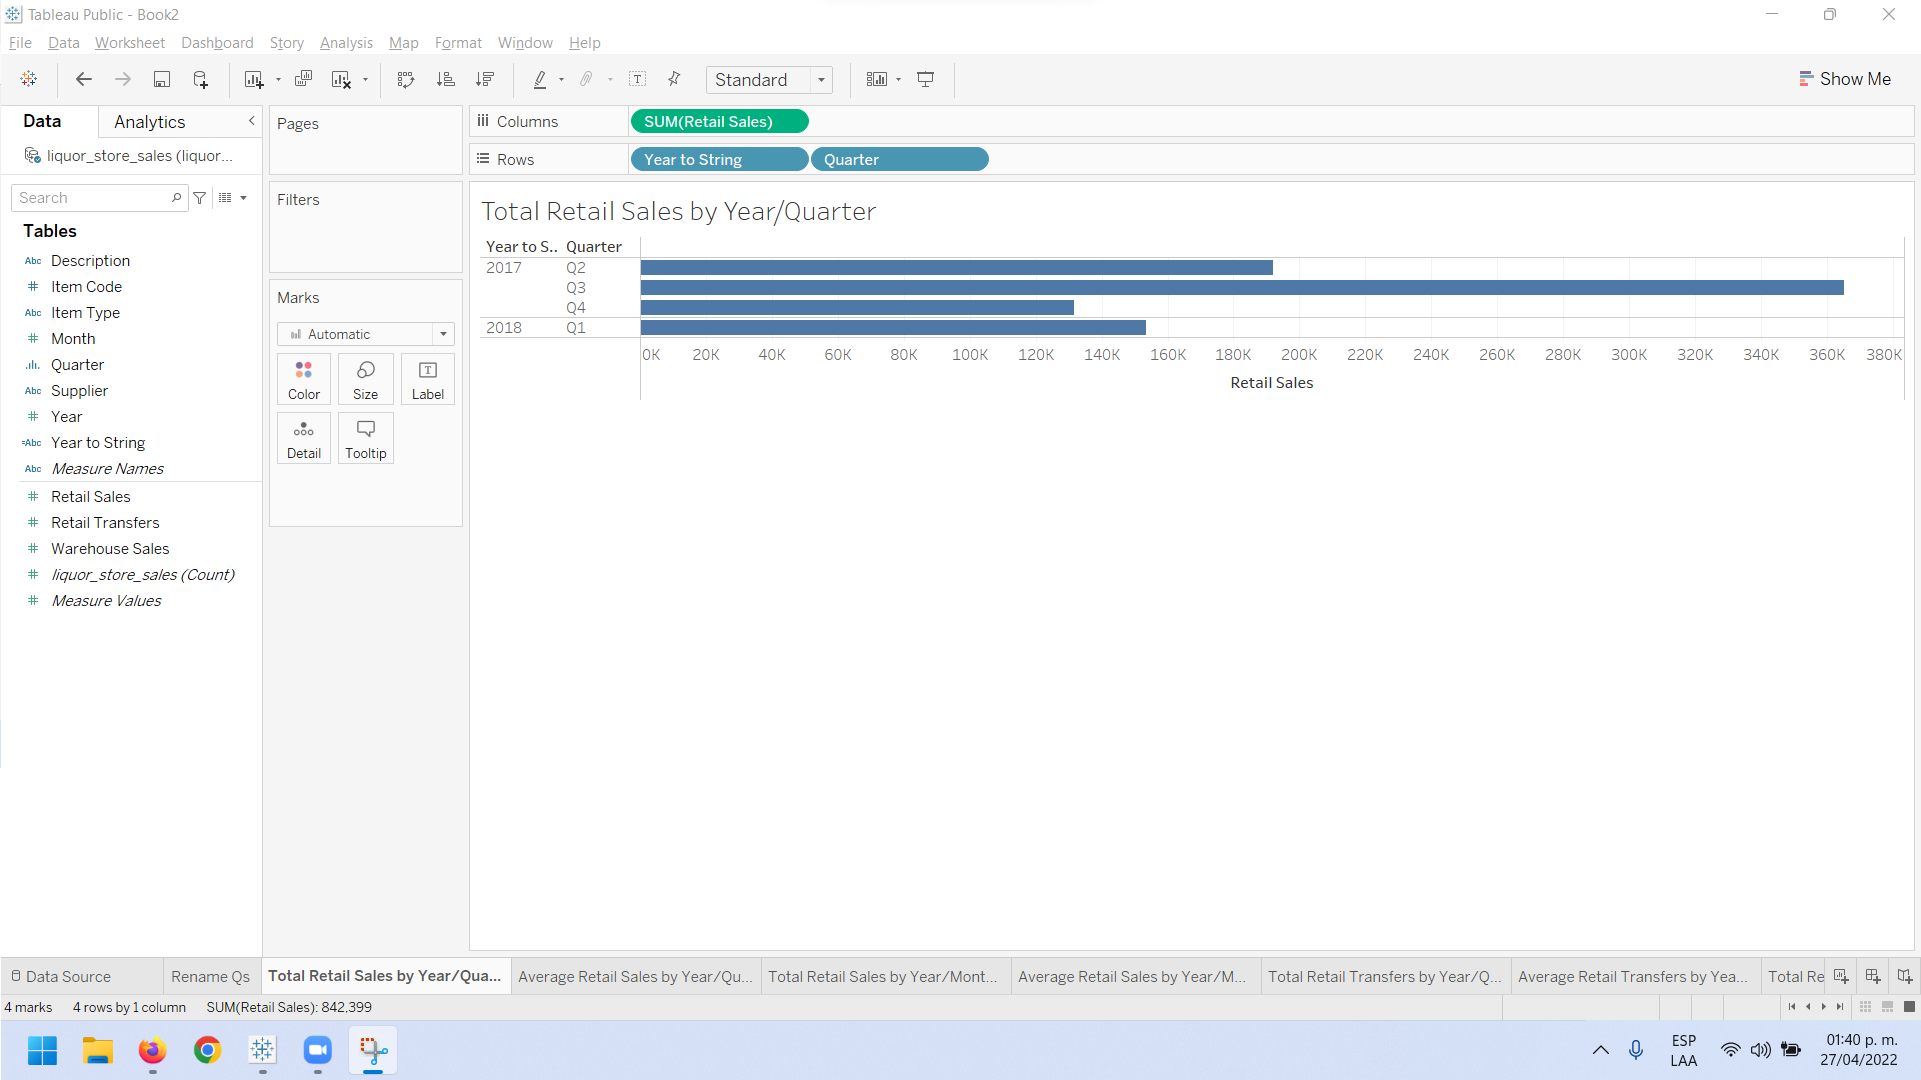 Tableau Public - Book2
File Data Worksheet Dashboard Story Analysis Map Format Window Help
Standard
Show Me
Data Analytics
liquor_store_sales (liquor...
Search
Tables
Abc Description
Item Code
Abc Item Type
Month
Quarter
Abc Supplier
Year
=Abc Year to String
Abc Measure Names
Retail Sales
Retail Transfers
Warehouse Sales
liquor_store_sales (Count)
Measure Values
Pages
Filters
Marks
Automatic
Color Size Label
Detail Tooltip
Columns SUM(Retail Sales)
Rows Year to String Quarter
Total Retail Sales by Year/Quarter
Year to S.. Quarter
2017 Q2
Q3
Q4
2018 Q1
0K 20K 40K 60K 80K 100K 120K 140K 160K 180K 200K 220K 240K 260K 280K 300K 320K 340K 360K 380K
Retail Sales
Data Source Rename Qs Total Retail Sales by Year/Qua... Average Retail Sales by Year/Qu... Total Retail Sales by Year/Mont... Average Retail Sales by Year/M... Total Retail Transfers by Year/Q... Average Retail Transfers by Yea... Total Re
4 marks 4 rows by 1 column SUM(Retail Sales): 842,399
ESP
LAA
01:40 p. m.
27/04/2022